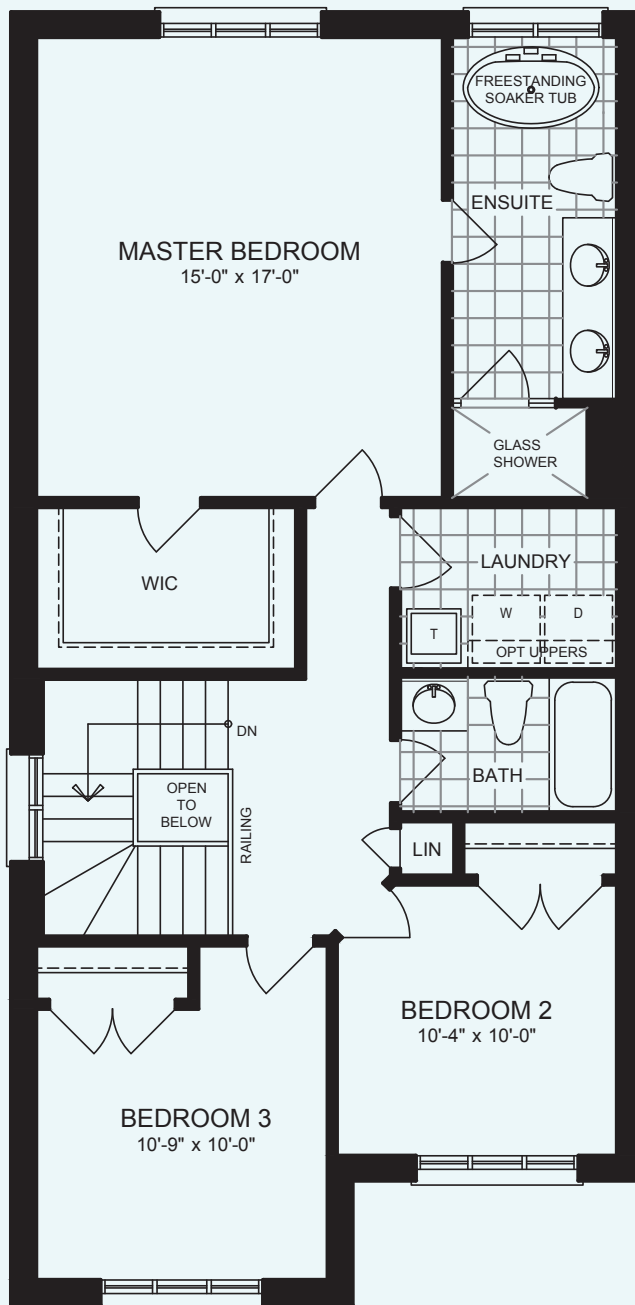 FREESTANDING
SOAKER TUB
ENSUITE
MASTER BEDROOM
15'-0" x 17'-0"
GLASS
SHOWER
LAUNDRY
WIC
W
D
T
OPT UPPERS
DN
BATH
OPEN
TO
BELOW
RAILING
LIN
BEDROOM 2
10'-4" x 10'-0"
BEDROOM 3
10'-9" x 10'-0"